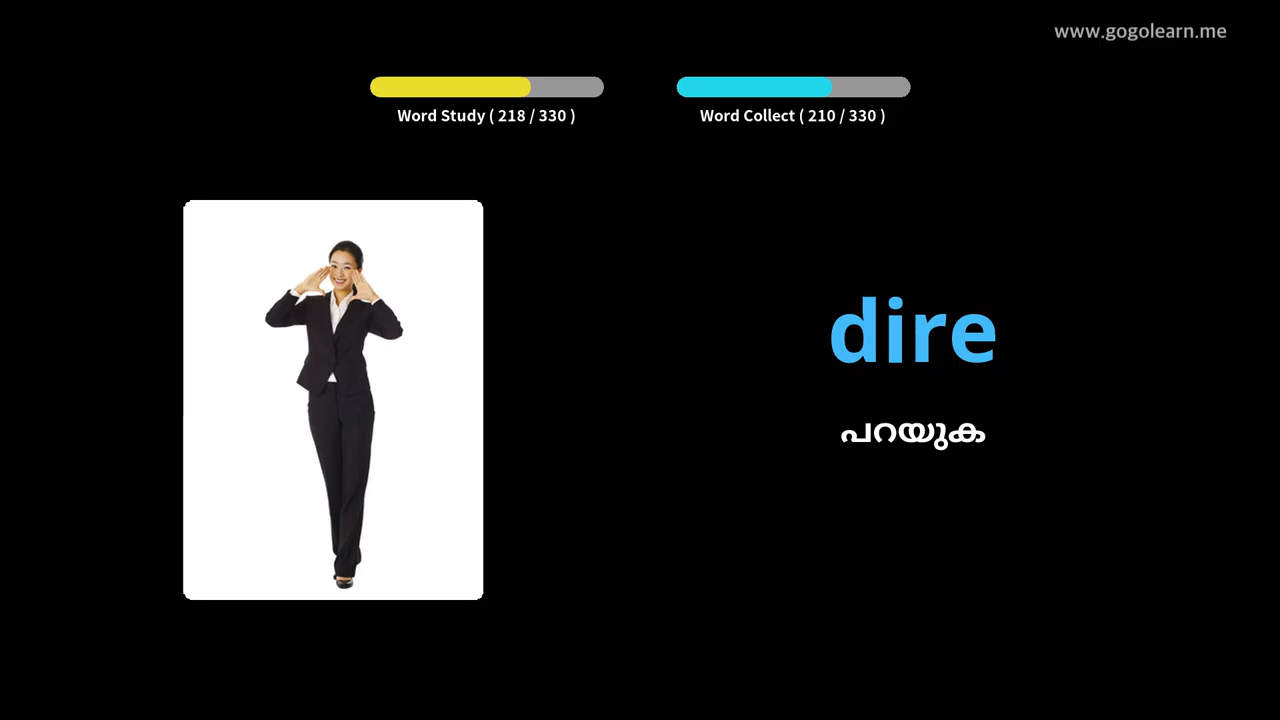 www.gogolearn.me
Word Study ( 218 / 330 )
Word Collect ( 210 / 330 )
dire
പറയുക